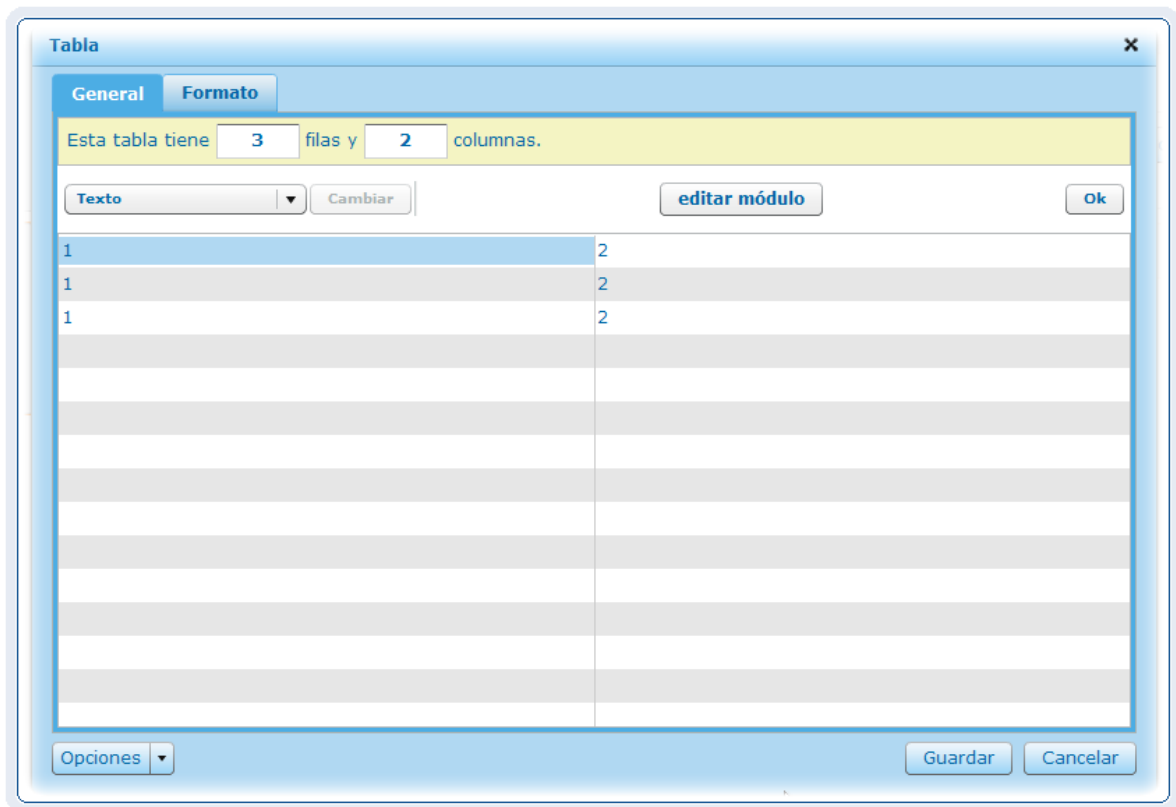 Tabla
General Formato
Esta tabla tiene 3 filas y 2 columnas.
Texto Cambiar editar módulo Ok
1 2
1 2
1 2
Opciones Guardar Cancelar